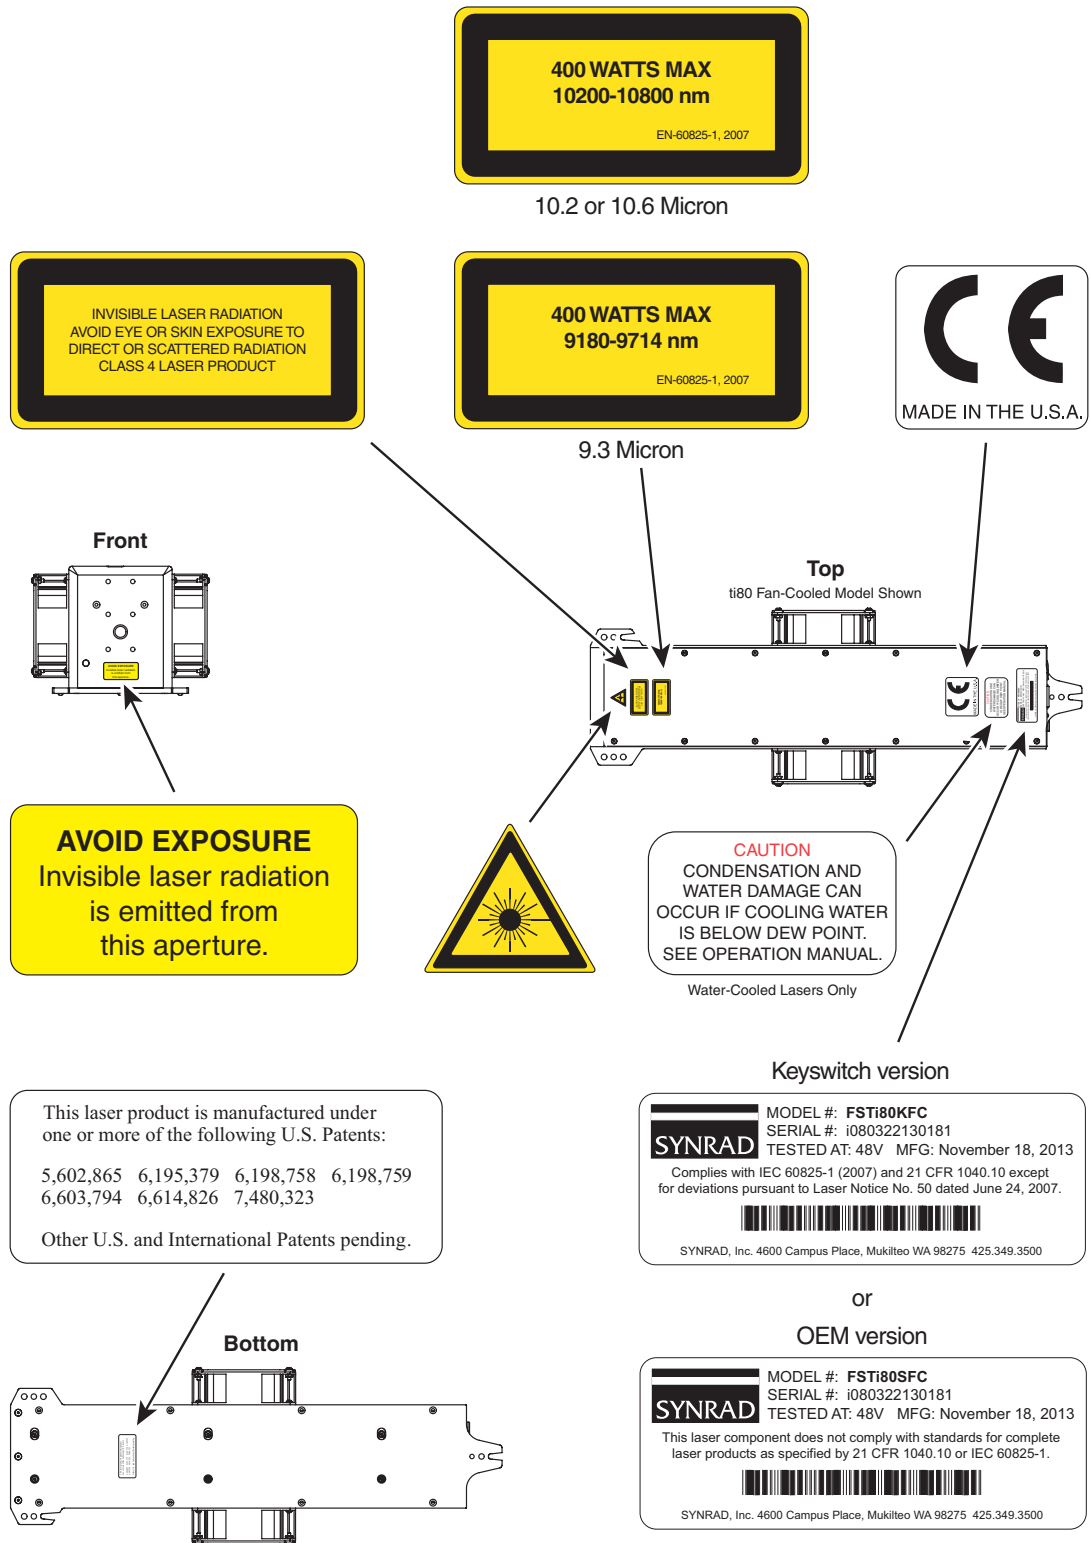 400 WATTS MAX
10200-10800 nm
EN-60825-1, 2007
10.2 or 10.6 Micron
INVISIBLE LASER RADIATION
AVOID EYE OR SKIN EXPOSURE TO
DIRECT OR SCATTERED RADIATION
CLASS 4 LASER PRODUCT
400 WATTS MAX
9180-9714 nm
EN-60825-1, 2007
9.3 Micron
CE
MADE IN THE U.S.A.
Front
Top
ti80 Fan-Cooled Model Shown
AVOID EXPOSURE
Invisible laser radiation
is emitted from
this aperture.
CAUTION
CONDENSATION AND
WATER DAMAGE CAN
OCCUR IF COOLING WATER
IS BELOW DEW POINT.
SEE OPERATION MANUAL.
Water-Cooled Lasers Only
Keyswitch version
SYNRAD
MODEL #: FSTi80KFC
SERIAL #: i080322130181
TESTED AT: 48V MFG: November 18, 2013
Complies with IEC 60825-1 (2007) and 21 CFR 1040.10 except
for deviations pursuant to Laser Notice No. 50 dated June 24, 2007.
SYNRAD, Inc. 4600 Campus Place, Mukilteo WA 98275 425.349.3500
or
OEM version
SYNRAD
MODEL #: FSTi80SFC
SERIAL #: i080322130181
TESTED AT: 48V MFG: November 18, 2013
This laser component does not comply with standards for complete
laser products as specified by 21 CFR 1040.10 or IEC 60825-1.
SYNRAD, Inc. 4600 Campus Place, Mukilteo WA 98275 425.349.3500
This laser product is manufactured under
one or more of the following U.S. Patents:
5,602,865 6,195,379 6,198,758 6,198,759
6,603,794 6,614,826 7,480,323
Other U.S. and International Patents pending.
Bottom